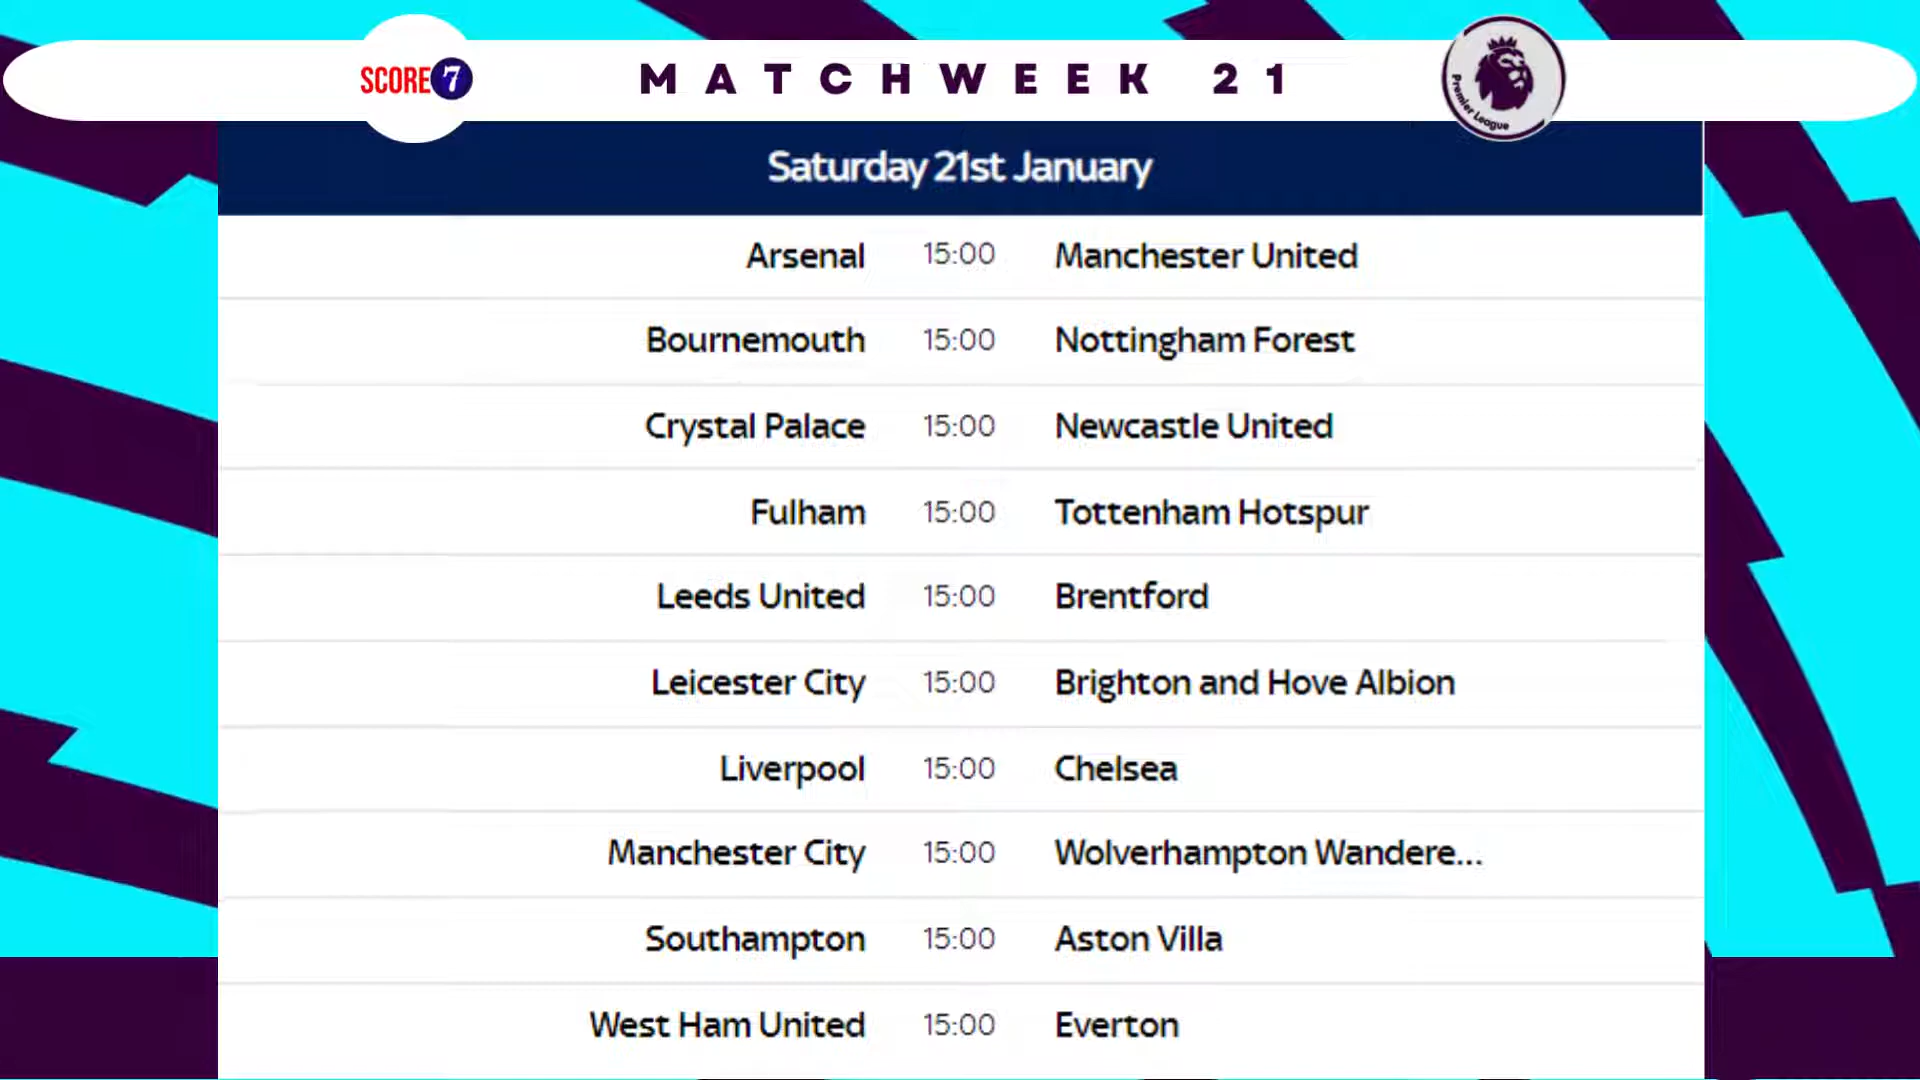 SCORE 7
MATCHWEEK 21
Premier League
Saturday 21st January
Arsenal 15:00 Manchester United
Bournemouth 15:00 Nottingham Forest
Crystal Palace 15:00 Newcastle United
Fulham 15:00 Tottenham Hotspur
Leeds United 15:00 Brentford
Leicester City 15:00 Brighton and Hove Albion
Liverpool 15:00 Chelsea
Manchester City 15:00 Wolverhampton Wandere...
Southampton 15:00 Aston Villa
West Ham United 15:00 Everton